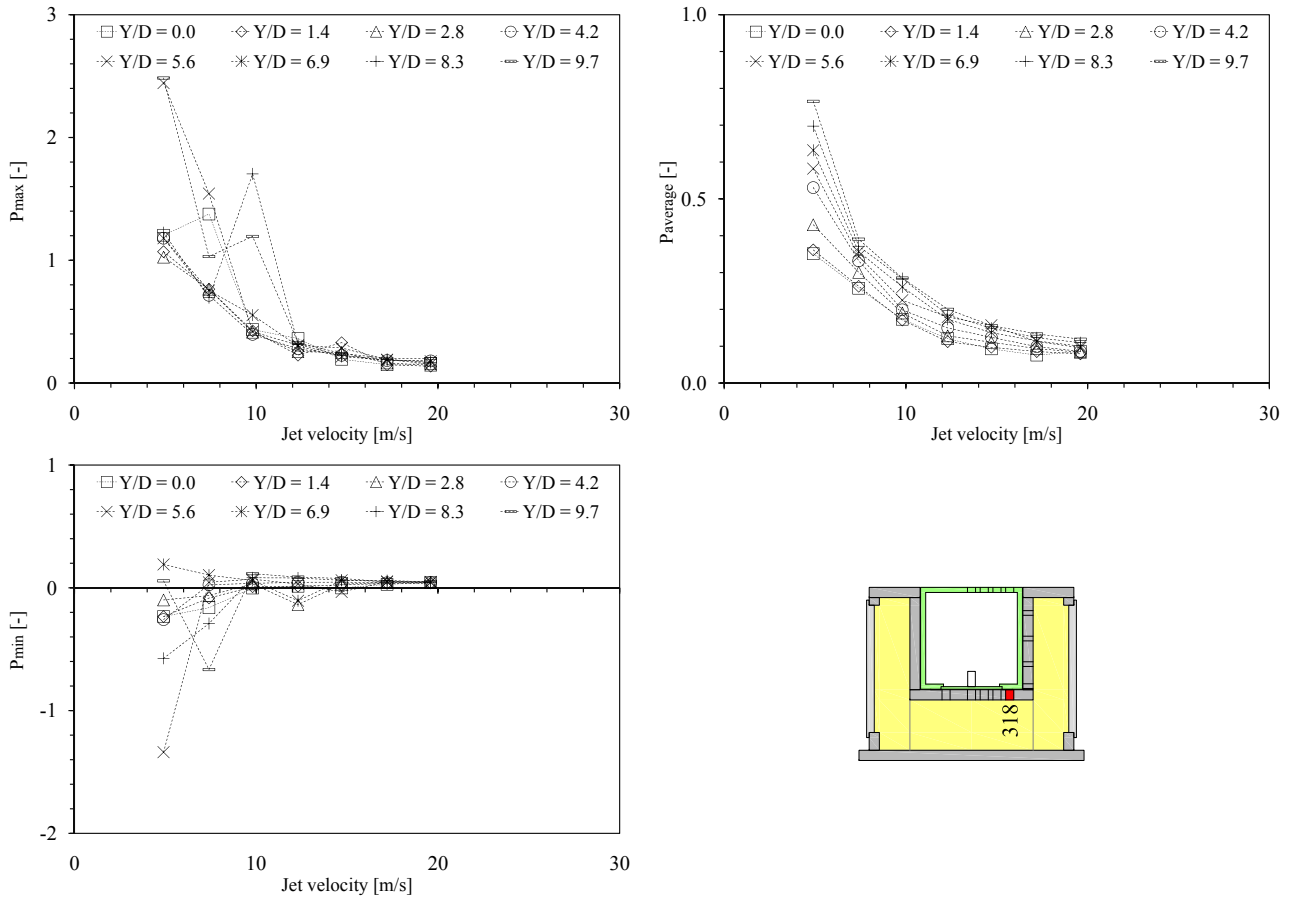 3
Y/D = 0.0 Y/D = 1.4 Y/D = 2.8 Y/D = 4.2
Y/D = 5.6 Y/D = 6.9 Y/D = 8.3 Y/D = 9.7
2
Pmax [-]
1
0
0 10 20 30
Jet velocity [m/s]
1.0
Y/D = 0.0 Y/D = 1.4 Y/D = 2.8 Y/D = 4.2
Y/D = 5.6 Y/D = 6.9 Y/D = 8.3 Y/D = 9.7
Paverage [-]
0.5
0.0
0 10 20 30
Jet velocity [m/s]
1
Y/D = 0.0 Y/D = 1.4 Y/D = 2.8 Y/D = 4.2
Y/D = 5.6 Y/D = 6.9 Y/D = 8.3 Y/D = 9.7
0
Pmin [-]
-1
-2
0 10 20 30
Jet velocity [m/s]
318